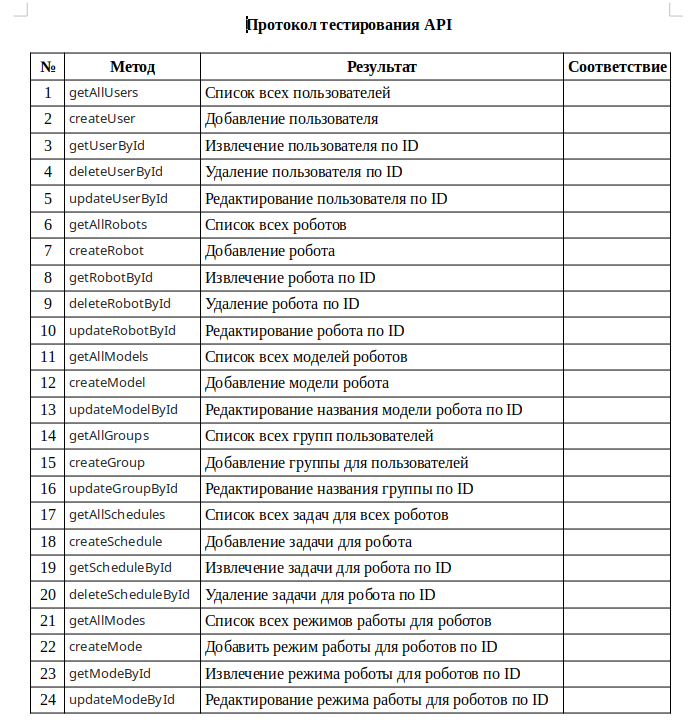 Протокол тестирования API
№ Метод Результат Соответствие
1 getAllUsers Список всех пользователей
2 createUser Добавление пользователя
3 getUserById Извлечение пользователя по ID
4 deleteUserById Удаление пользователя по ID
5 updateUserById Редактирование пользователя по ID
6 getAllRobots Список всех роботов
7 createRobot Добавление робота
8 getRobotById Извлечение робота по ID
9 deleteRobotById Удаление робота по ID
10 updateRobotById Редактирование робота по ID
11 getAllModels Список всех моделей роботов
12 createModel Добавление модели робота
13 updateModelById Редактирование названия модели робота по ID
14 getAllGroups Список всех групп пользователей
15 createGroup Добавление группы для пользователей
16 updateGroupById Редактирование названия группы по ID
17 getAllSchedules Список всех задач для всех роботов
18 createSchedule Добавление задачи для робота
19 getScheduleById Извлечение задачи для робота по ID
20 deleteScheduleById Удаление задачи для робота по ID
21 getAllModes Список всех режимов работы для роботов
22 createMode Добавить режим работы для роботов по ID
23 getModeById Извлечение режима роботы для роботов по ID
24 updateModeById Редактирование режима работы для роботов по ID